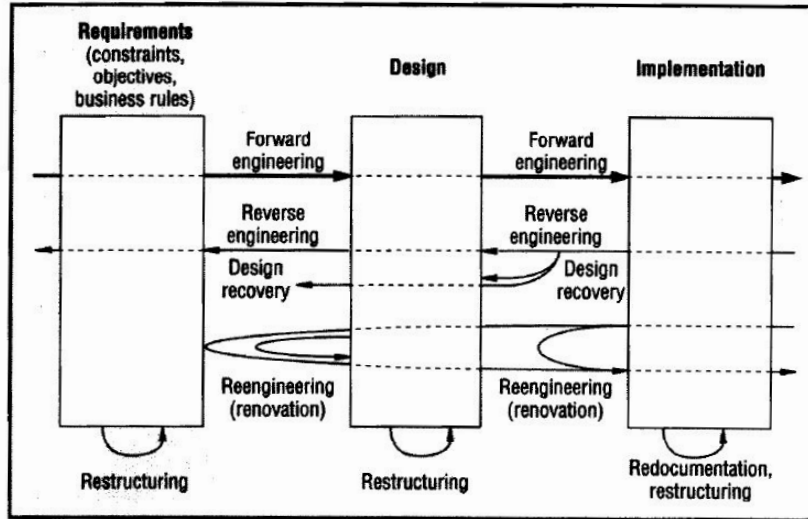 Requirements
(constraints,
objectives,
business rules)
Design
Implementation
Forward
engineering
Forward
engineering
Reverse
engineering
Reverse
engineering
Design
recovery
Design
recovery
Reengineering
(renovation)
Reengineering
(renovation)
Restructuring
Restructuring
Redocumentation,
restructuring